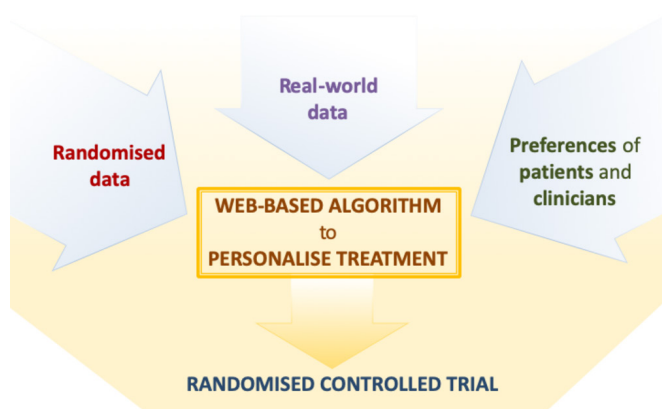 Real-world
data
Randomised
data
Preferences of
patients and
clinicians
WEB-BASED ALGORITHM
to
PERSONALISE TREATMENT
RANDOMISED CONTROLLED TRIAL